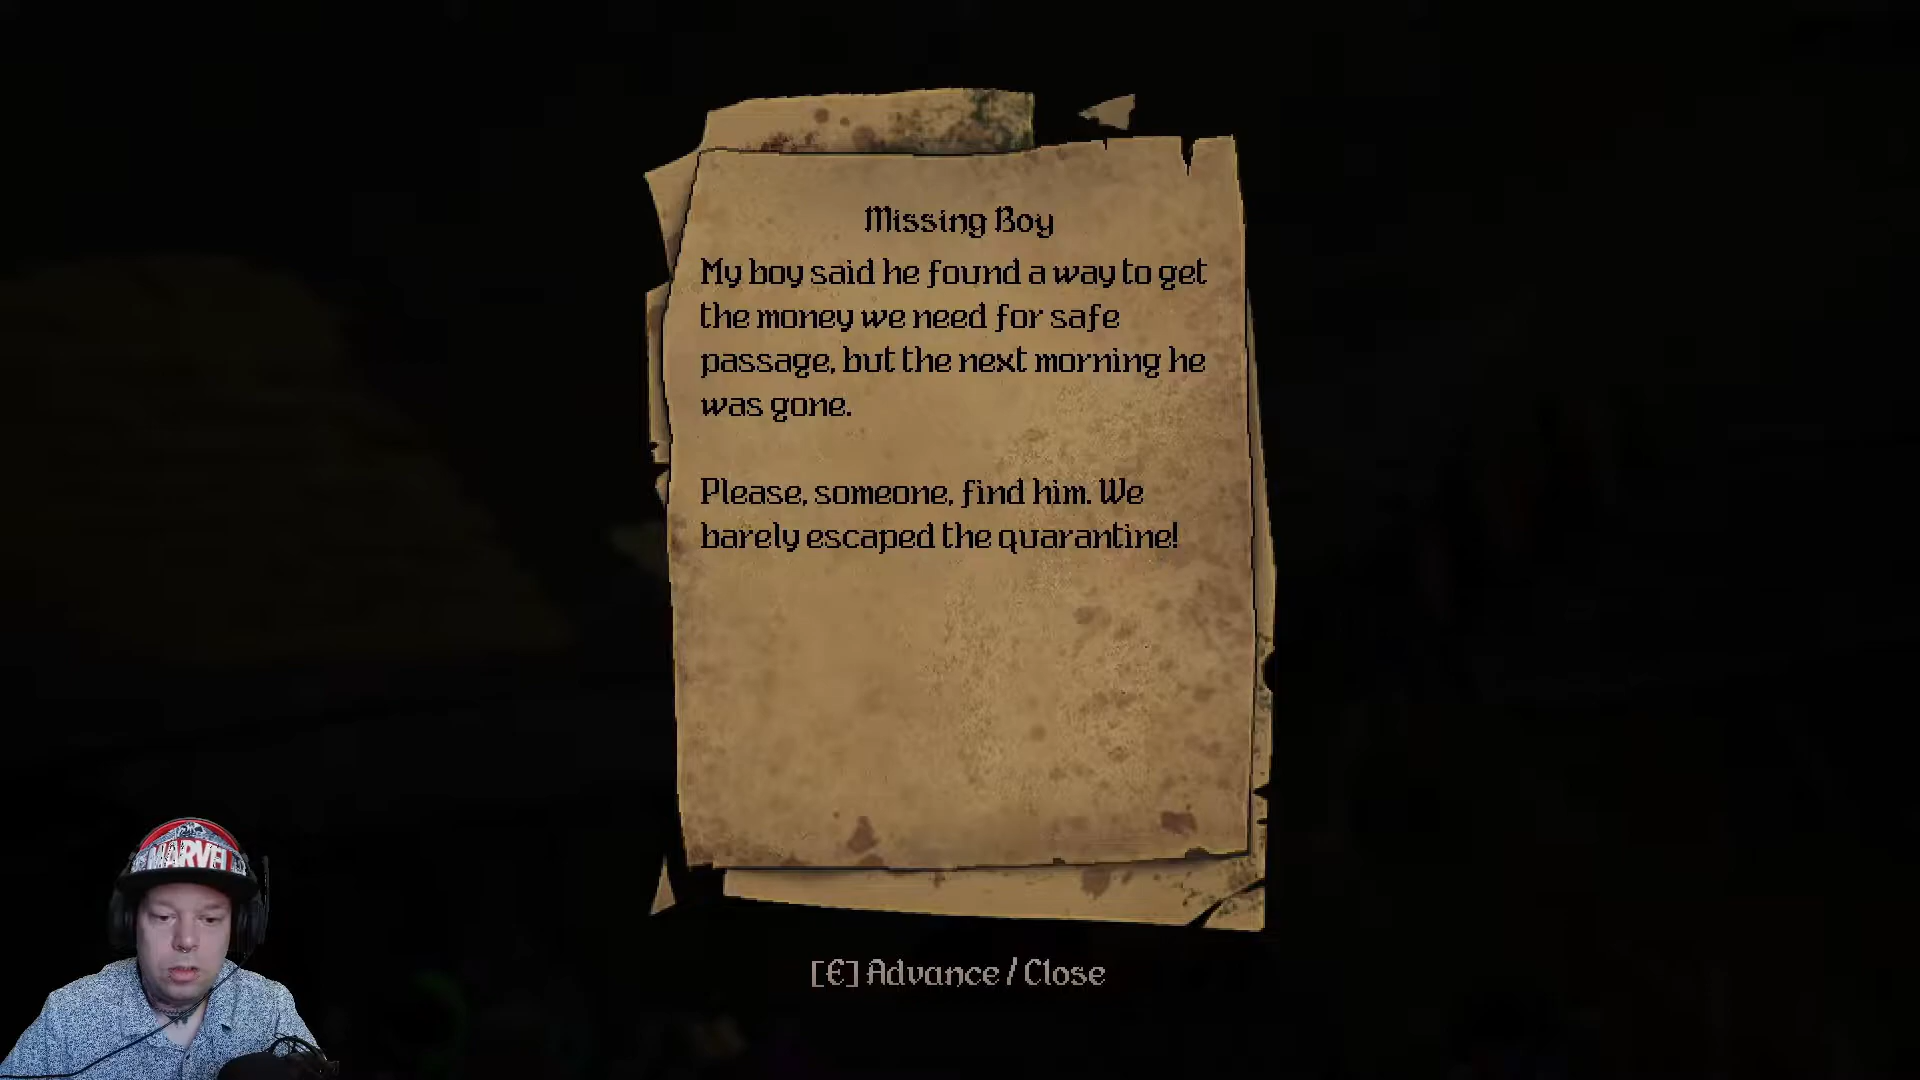 Missing Boy
My boy said he found a way to get
the money we need for safe
passage, but the next morning he
was gone.
Please, someone, find him. We
barely escaped the quarantine!
MARVEL
[E] Advance / Close